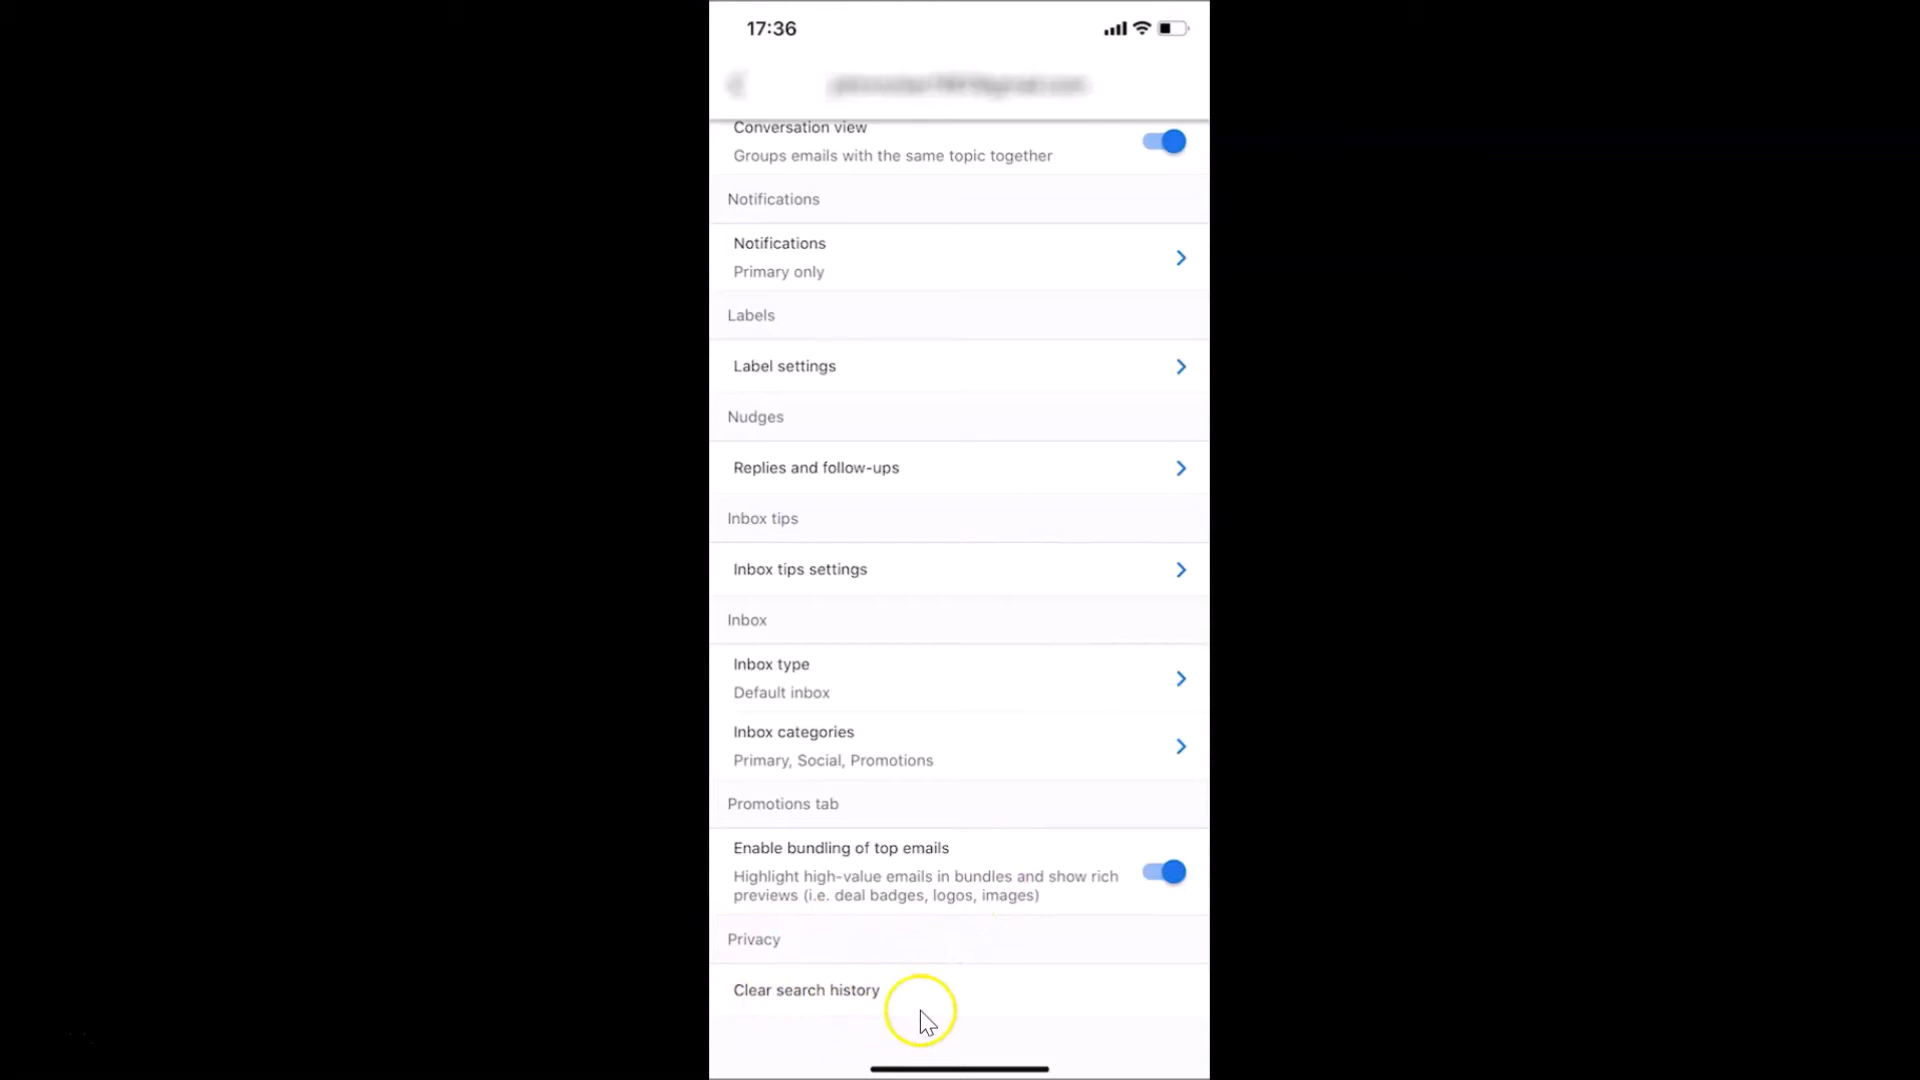 17:36
Conversation view
Groups emails with the same topic together
Notifications
Notifications
Primary only
Labels
Label settings
Nudges
Replies and follow-ups
Inbox tips
Inbox tips settings
Inbox
Inbox type
Default inbox
Inbox categories
Primary, Social, Promotions
Promotions tab
Enable bundling of top emails
Highlight high-value emails in bundles and show rich
previews (i.e. deal badges, logos, images)
Privacy
Clear search history